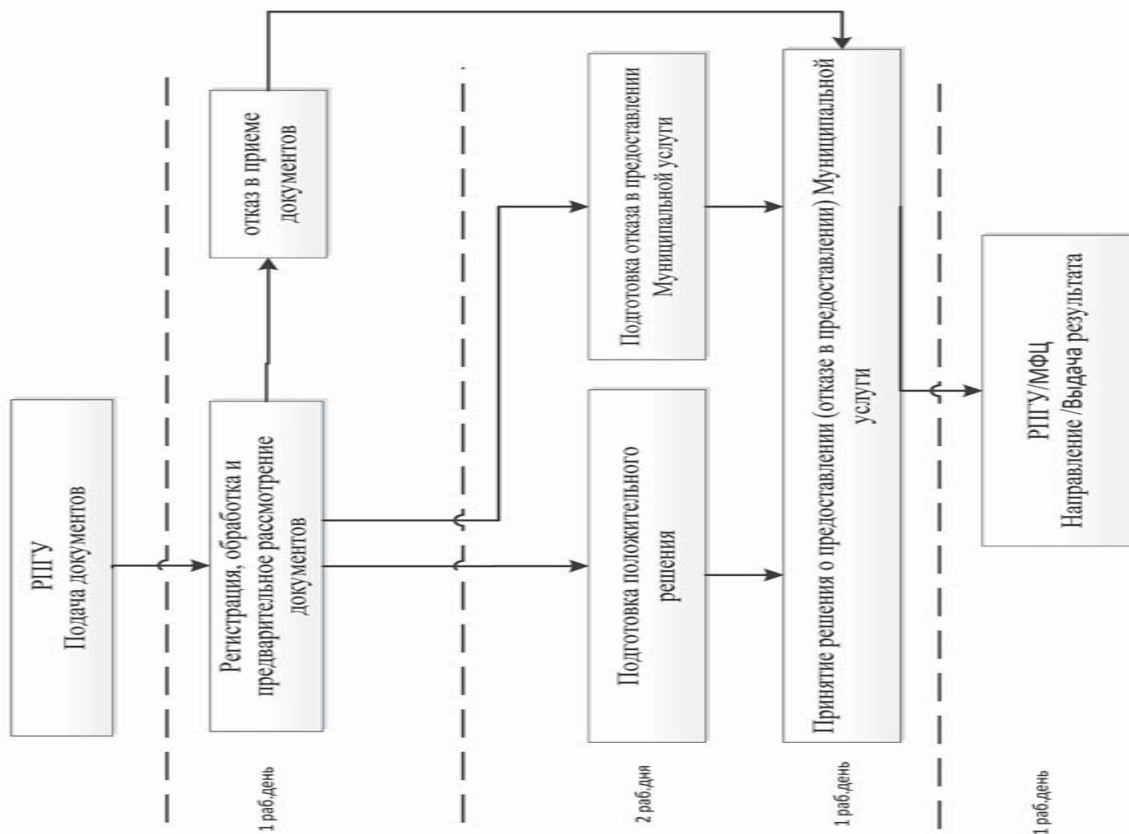 РПГУ
Подача документов
1 раб.день
Регистрация, обработка и
предварительное рассмотрение
документов
отказ в приеме
документов
2 раб.дня
Подготовка положительного
решения
Подготовка отказа в предоставлении
Муниципальной услуги
1 раб.день
Принятие решения о предоставлении (отказе в предоставлении) Муниципальной
услуги
1 раб.день
РПГУ/МФЦ
Направление /Выдача результата